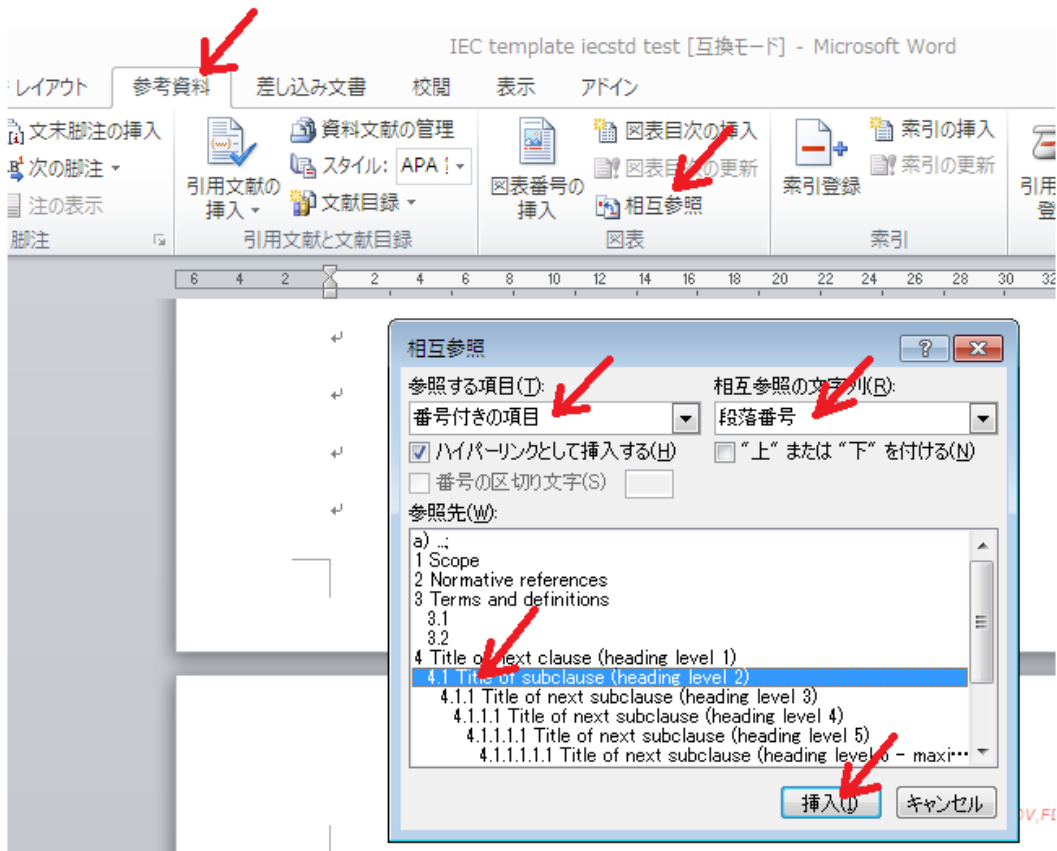 IEC template iecstd test [互換モード] - Microsoft Word
レイアウト 参考資料 差し込み文書 校閲 表示 アドイン
文末脚注の挿入
次の脚注
注の表示
脚注
引用文献の
挿入
資料文献の管理
スタイル: APA
文献目録
引用文献と文献目録
図表番号の
挿入
図表目次の挿入
図表目次の更新
相互参照
図表
索引登録
索引の挿入
索引の更新
索引
引用
登
6 4 2 2 4 6 8 10 12 14 16 18 20 22 24 26 28 30 32
相互参照
参照する項目(T):
番号付きの項目
相互参照の文字列(R):
段落番号
ハイパーリンクとして挿入する(H)
"上" または "下" を付ける(N)
番号の区切り文字(S)
参照先(W):
a) ..;
1 Scope
2 Normative references
3 Terms and definitions
3.1
3.2
4 Title of next clause (heading level 1)
4.1 Title of subclause (heading level 2)
4.1.1 Title of next subclause (heading level 3)
4.1.1.1 Title of next subclause (heading level 4)
4.1.1.1.1 Title of next subclause (heading level 5)
4.1.1.1.1.1 Title of next subclause (heading level 6 - maxi…
挿入(I) キャンセル